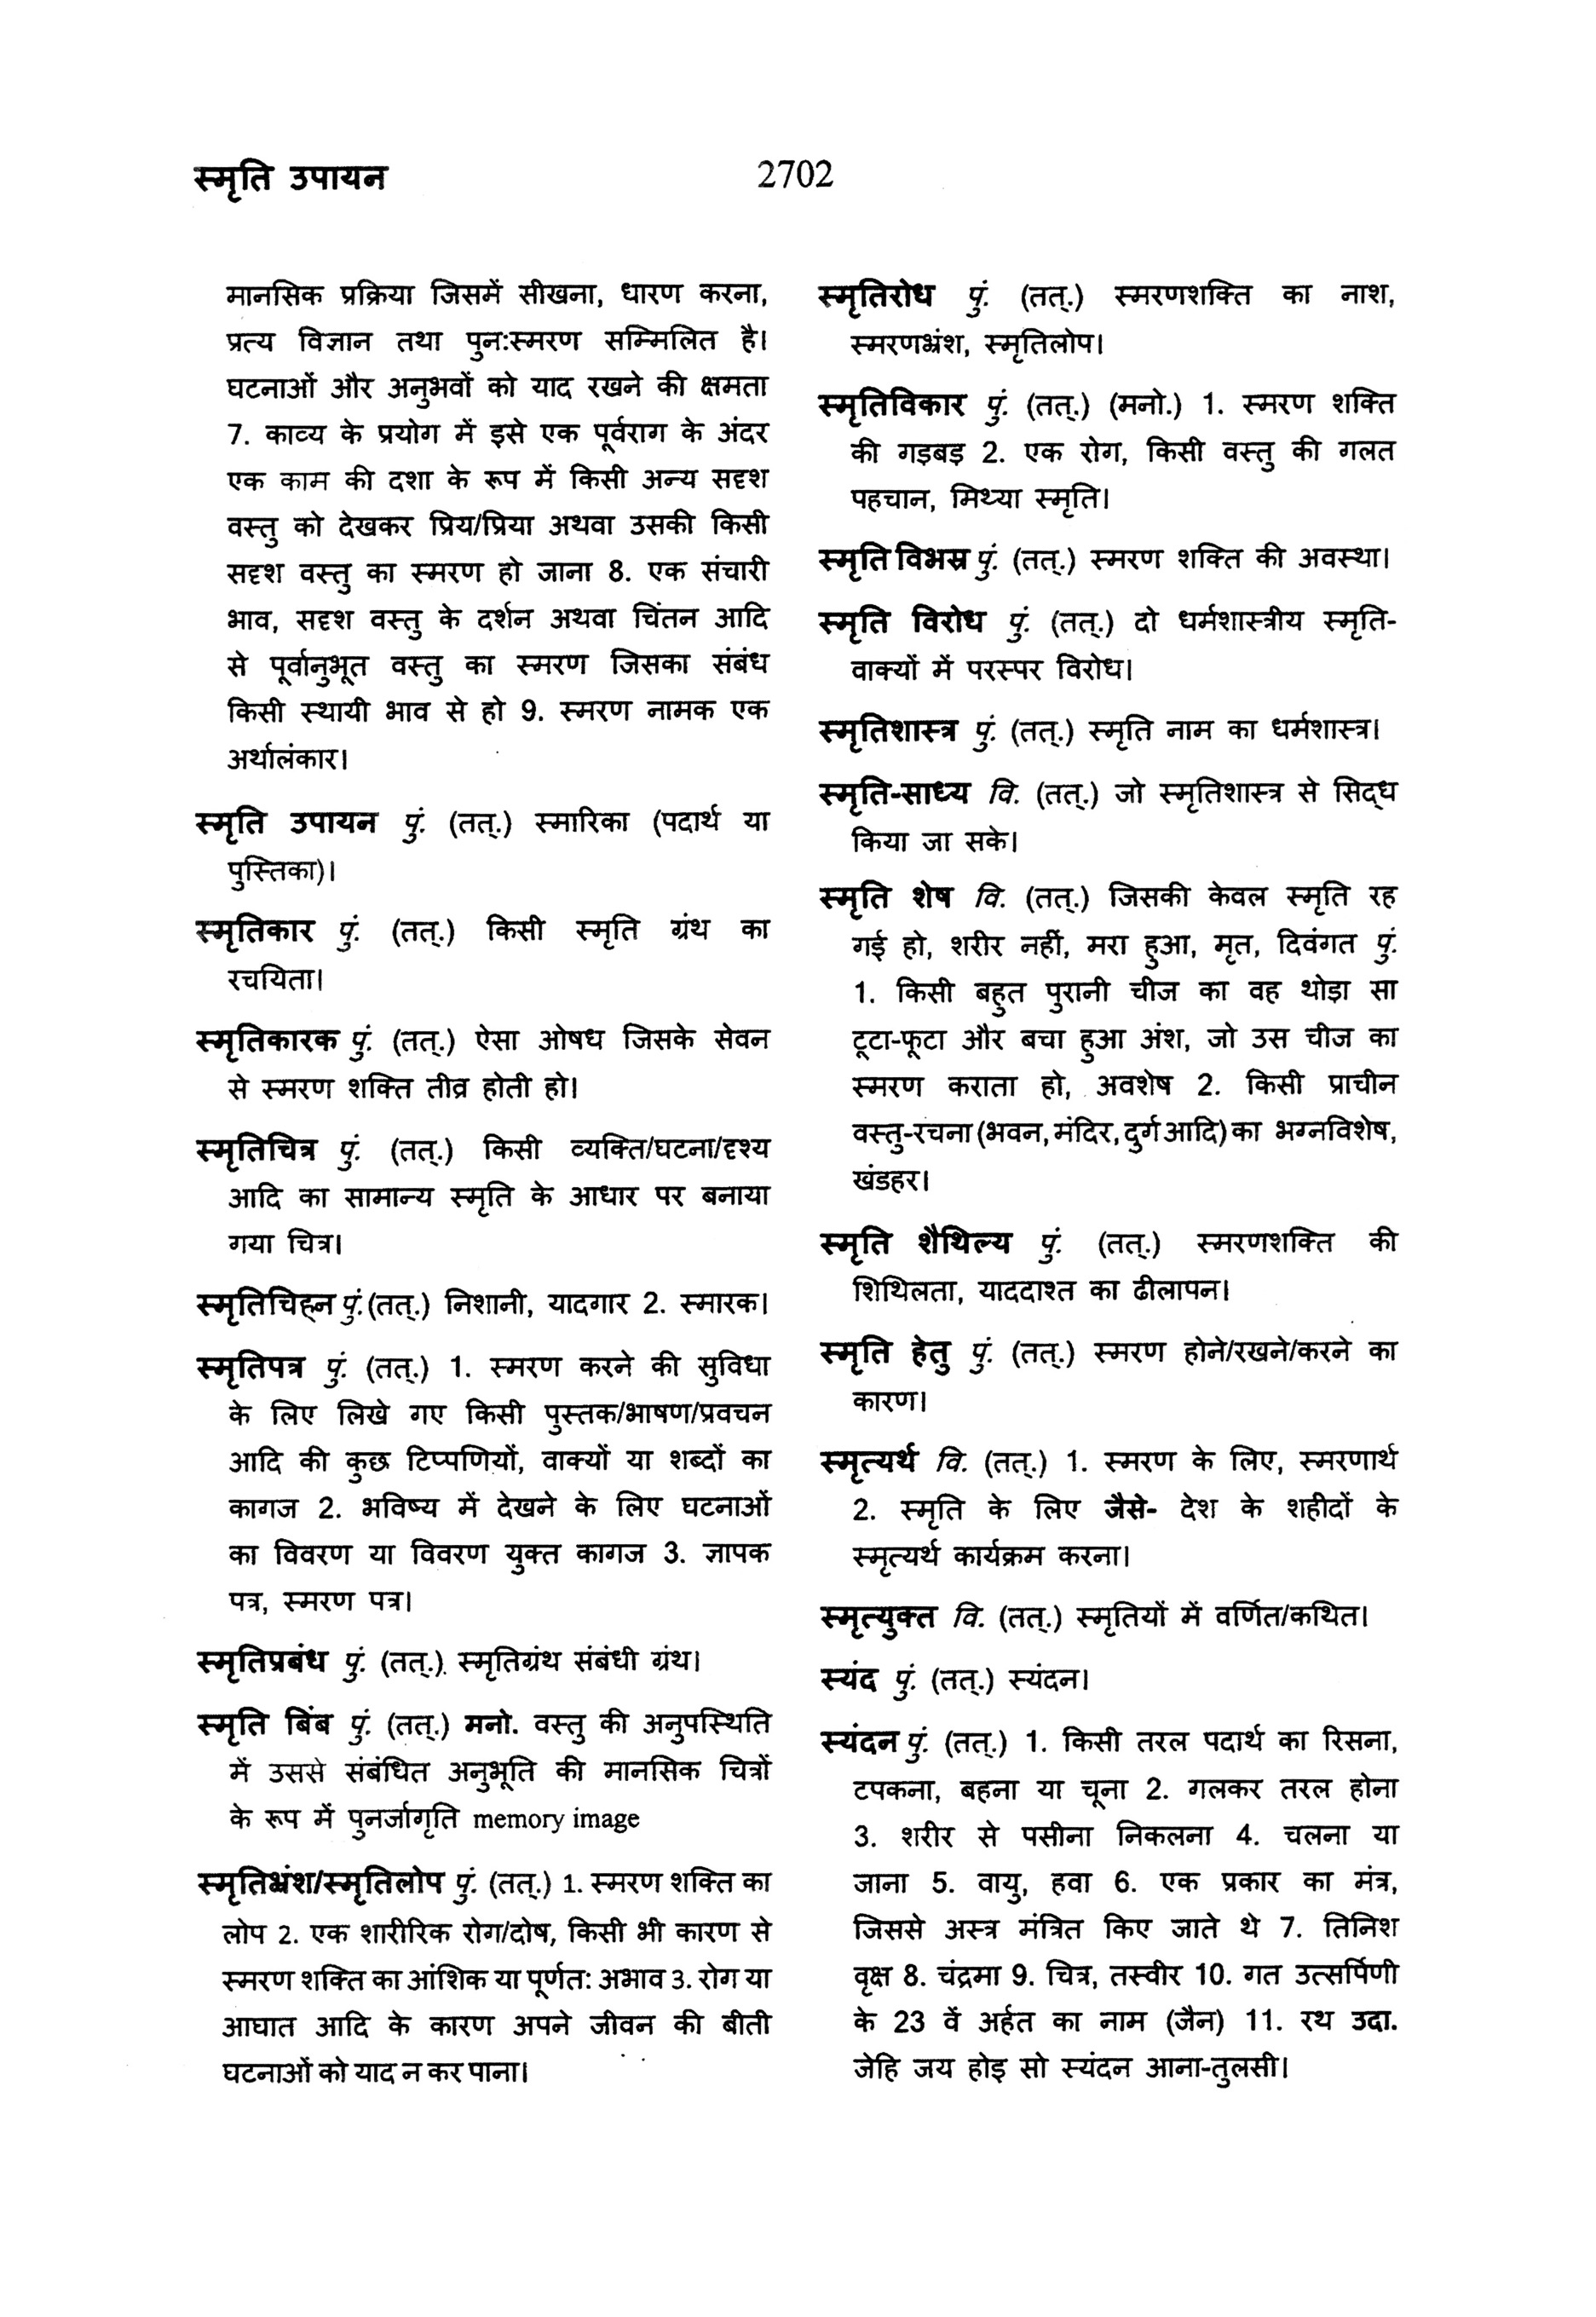 स्मृति उपायन
2702
मानसिक प्रक्रिया जिसमें सीखना, धारण करना,
प्रत्य विज्ञान तथा पुन:स्मरण सम्मिलित है।
घटनाओं और अनुभवों को याद रखने की क्षमता
7. काव्य के प्रयोग में इसे एक पूर्वराग के अंदर
एक काम की दशा के रूप में किसी अन्य सदृश
वस्तु को देखकर प्रिय/प्रिया अथवा उसकी किसी
सदृश वस्तु का स्मरण हो जाना 8. एक संचारी
भाव, सदृश वस्तु के दर्शन अथवा चिंतन आदि
से पूर्वानुभूत वस्तु का स्मरण जिसका संबंध
किसी स्थायी भाव से हो 9. स्मरण नामक एक
अर्थालंकार।
स्मृति उपायन पुं. (तत्.) स्मारिका (पदार्थ या
पुस्तिका)।
स्मृतिकार पुं. (तत्.) किसी स्मृति ग्रंथ का
रचयिता।
स्मृतिकारक पुं. (तत्.) ऐसा ओषध जिसके सेवन
से स्मरण शक्ति तीव्र होती हो।
स्मृतिचित्र पुं. (तत्.) किसी व्यक्ति/घटना/दृश्य
आदि का सामान्य स्मृति के आधार पर बनाया
गया चित्र।
स्मृतिचिह्न पुं. (तत्.) निशानी, यादगार 2. स्मारक।
स्मृतिपत्र पुं. (तत्.) 1. स्मरण करने की सुविधा
के लिए लिखे गए किसी पुस्तक/भाषण/प्रवचन
आदि की कुछ टिप्पणियों, वाक्यों या शब्दों का
कागज 2. भविष्य में देखने के लिए घटनाओं
का विवरण या विवरण युक्त कागज 3. ज्ञापक
पत्र, स्मरण पत्र।
स्मृतिप्रबंध पुं. (तत्.) स्मृतिग्रंथ संबंधी ग्रंथ।
स्मृति बिंब पुं. (तत्.) मनो. वस्तु की अनुपस्थिति
में उससे संबंधित अनुभूति की मानसिक चित्रों
के रूप में पुनर्जागृति memory image
स्मृतिभ्रंश/स्मृतिलोप पुं. (तत्.) 1. स्मरण शक्ति का
लोप 2. एक शारीरिक रोग/दोष, किसी भी कारण से
स्मरण शक्ति का आंशिक या पूर्णत: अभाव 3. रोग या
आघात आदि के कारण अपने जीवन की बीती
घटनाओं को याद न कर पाना।
स्मृतिरोध पुं. (तत्.) स्मरणशक्ति का नाश,
स्मरणभ्रंश, स्मृतिलोप।
स्मृतिविकार पुं. (तत्.) (मनो.) 1. स्मरण शक्ति
की गड़बड़ 2. एक रोग, किसी वस्तु की गलत
पहचान, मिथ्या स्मृति।
स्मृति विभस्र पुं. (तत्.) स्मरण शक्ति की अवस्था।
स्मृति विरोध पुं. (तत्.) दो धर्मशास्त्रीय स्मृति-
वाक्यों में परस्पर विरोध।
स्मृतिशास्त्र पुं. (तत्.) स्मृति नाम का धर्मशास्त्र।
स्मृति-साध्य वि. (तत्.) जो स्मृतिशास्त्र से सिद्ध
किया जा सके।
स्मृति शेष वि. (तत्.) जिसकी केवल स्मृति रह
गई हो, शरीर नहीं, मरा हुआ, मृत, दिवंगत पुं.
1. किसी बहुत पुरानी चीज का वह थोड़ा सा
टूटा-फूटा और बचा हुआ अंश, जो उस चीज का
स्मरण कराता हो, अवशेष 2. किसी प्राचीन
वस्तु-रचना (भवन, मंदिर, दुर्ग आदि) का भग्नविशेष,
खंडहर।
स्मृति शैथिल्य पुं. (तत्.) स्मरणशक्ति की
शिथिलता, याददाश्त का ढीलापन।
स्मृति हेतु पुं. (तत्.) स्मरण होने/रखने/करने का
कारण।
स्मृत्यर्थ वि. (तत्.) 1. स्मरण के लिए, स्मरणार्थ
2. स्मृति के लिए जैसे- देश के शहीदों के
स्मृत्यर्थ कार्यक्रम करना।
स्मृत्युक्त वि. (तत्.) स्मृतियों में वर्णित/कथित।
स्यंद पुं. (तत्.) स्यंदन।
स्यंदन पुं. (तत्.) 1. किसी तरल पदार्थ का रिसना,
टपकना, बहना या चूना 2. गलकर तरल होना
3. शरीर से पसीना निकलना 4. चलना या
जाना 5. वायु, हवा 6. एक प्रकार का मंत्र,
जिससे अस्त्र मंत्रित किए जाते थे 7. तिनिश
वृक्ष 8. चंद्रमा 9. चित्र, तस्वीर 10. गत उत्सर्पिणी
के 23 वें अर्हत का नाम (जैन) 11. रथ उदा.
जेहि जय होइ सो स्यंदन आना-तुलसी।